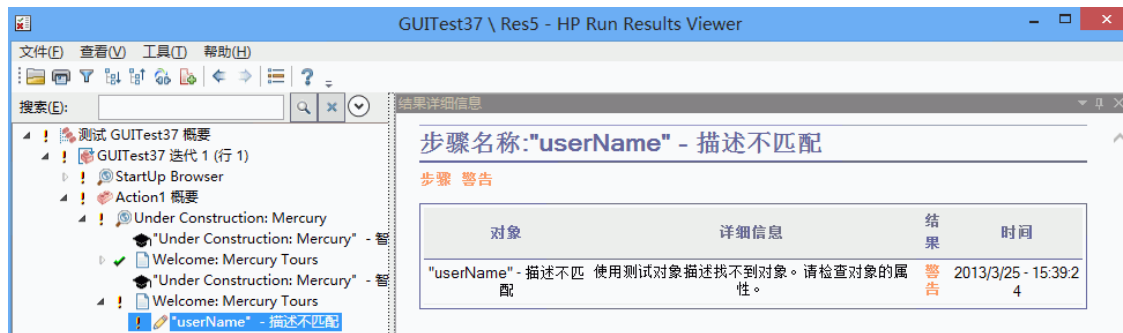 GUITest37 \ Res5 - HP Run Results Viewer
文件(F) 查看(V) 工具(T) 帮助(H)
搜索(E):
测试 GUITest37 概要
GUITest37 迭代 1 (行 1)
StartUp Browser
Action1 概要
Under Construction: Mercury
"Under Construction: Mercury" - 智
Welcome: Mercury Tours
"Under Construction: Mercury" - 智
Welcome: Mercury Tours
"userName" - 描述不匹配
结果详细信息
步骤名称:"userName" - 描述不匹配
步骤 警告
对象 详细信息 结果 时间
"userName" - 描述不匹配 使用测试对象描述找不到对象。请检查对象的属性。 警告 2013/3/25 - 15:39:24